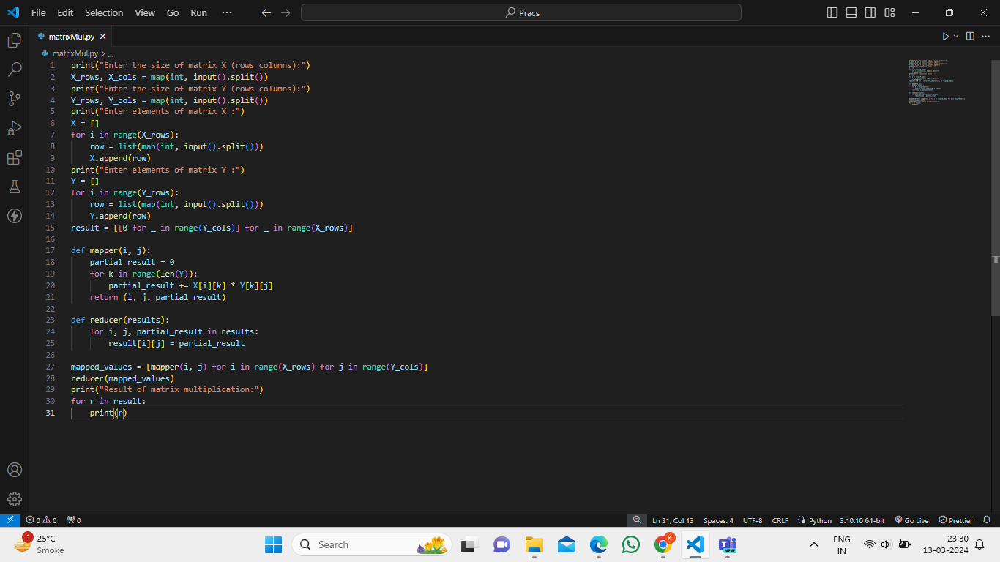 File Edit Selection View Go Run ··· Pracs
matrixMul.py
matrixMul.py > ...
1 print("Enter the size of matrix X (rows columns):")
2 X_rows, X_cols = map(int, input().split())
3 print("Enter the size of matrix Y (rows columns):")
4 Y_rows, Y_cols = map(int, input().split())
5 print("Enter elements of matrix X :")
6 X = []
7 for i in range(X_rows):
8     row = list(map(int, input().split()))
9     X.append(row)
10 print("Enter elements of matrix Y :")
11 Y = []
12 for i in range(Y_rows):
13     row = list(map(int, input().split()))
14     Y.append(row)
15 result = [[0 for _ in range(Y_cols)] for _ in range(X_rows)]
16
17 def mapper(i, j):
18     partial_result = 0
19     for k in range(len(Y)):
20         partial_result += X[i][k] * Y[k][j]
21     return (i, j, partial_result)
22
23 def reducer(results):
24     for i, j, partial_result in results:
25         result[i][j] = partial_result
26
27 mapped_values = [mapper(i, j) for i in range(X_rows) for j in range(Y_cols)]
28 reducer(mapped_values)
29 print("Result of matrix multiplication:")
30 for r in result:
31     print(r)
0 0 0 Ln 31, Col 13 Spaces: 4 UTF-8 CRLF Python 3.10.10 64-bit Go Live Prettier
1 25°C
Smoke
Search
K
NEW
ENG
IN
23:30
13-03-2024